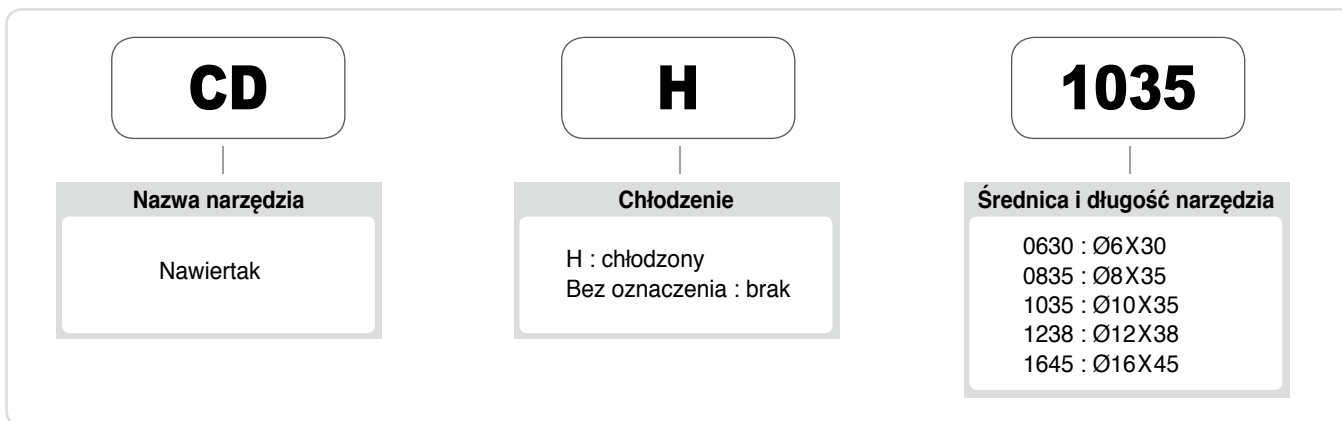 CD
Nazwa narzędzia
Nawiertak
H
Chłodzenie
H : chłodzony
Bez oznaczenia : brak
1035
Średnica i długość narzędzia
0630 : Ø6X30
0835 : Ø8X35
1035 : Ø10X35
1238 : Ø12X38
1645 : Ø16X45